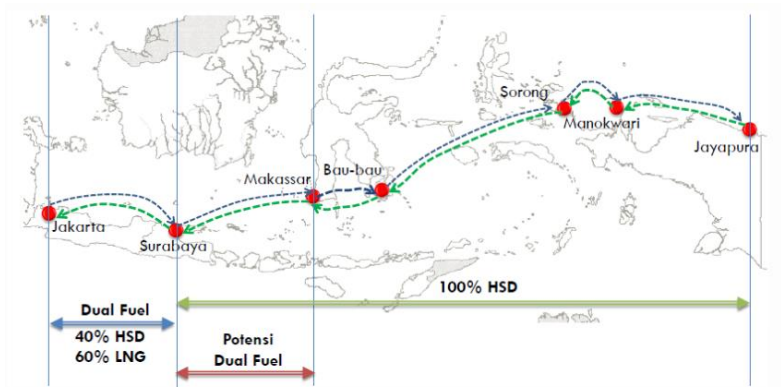 Sorong
Manokwari
Jayapura
Makassar
Bau-bau
Jakarta
Surabaya
Dual Fuel
40% HSD
60% LNG
Potensi
Dual Fuel
100% HSD